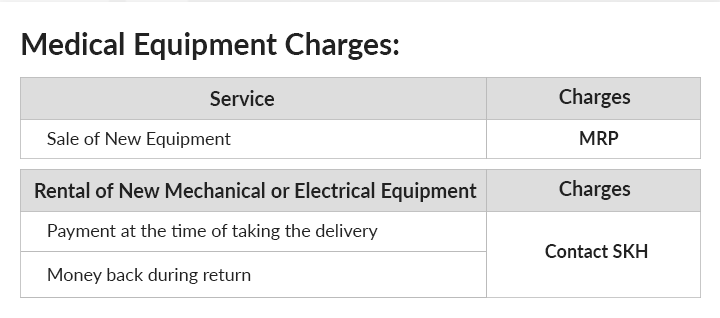 Medical Equipment Charges:
Service Charges
Sale of New Equipment MRP
Rental of New Mechanical or Electrical Equipment Charges
Payment at the time of taking the delivery
Contact SKH
Money back during return